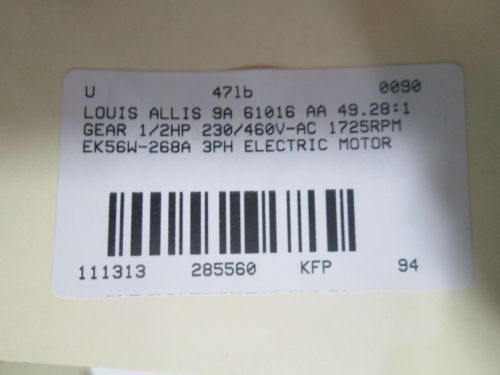 U 47lb 0090
LOUIS ALLIS 9A 61016 AA 49.28:1
GEAR 1/2HP 230/460V-AC 1725RPM
EK56W-268A 3PH ELECTRIC MOTOR
111313 285560 KFP 94